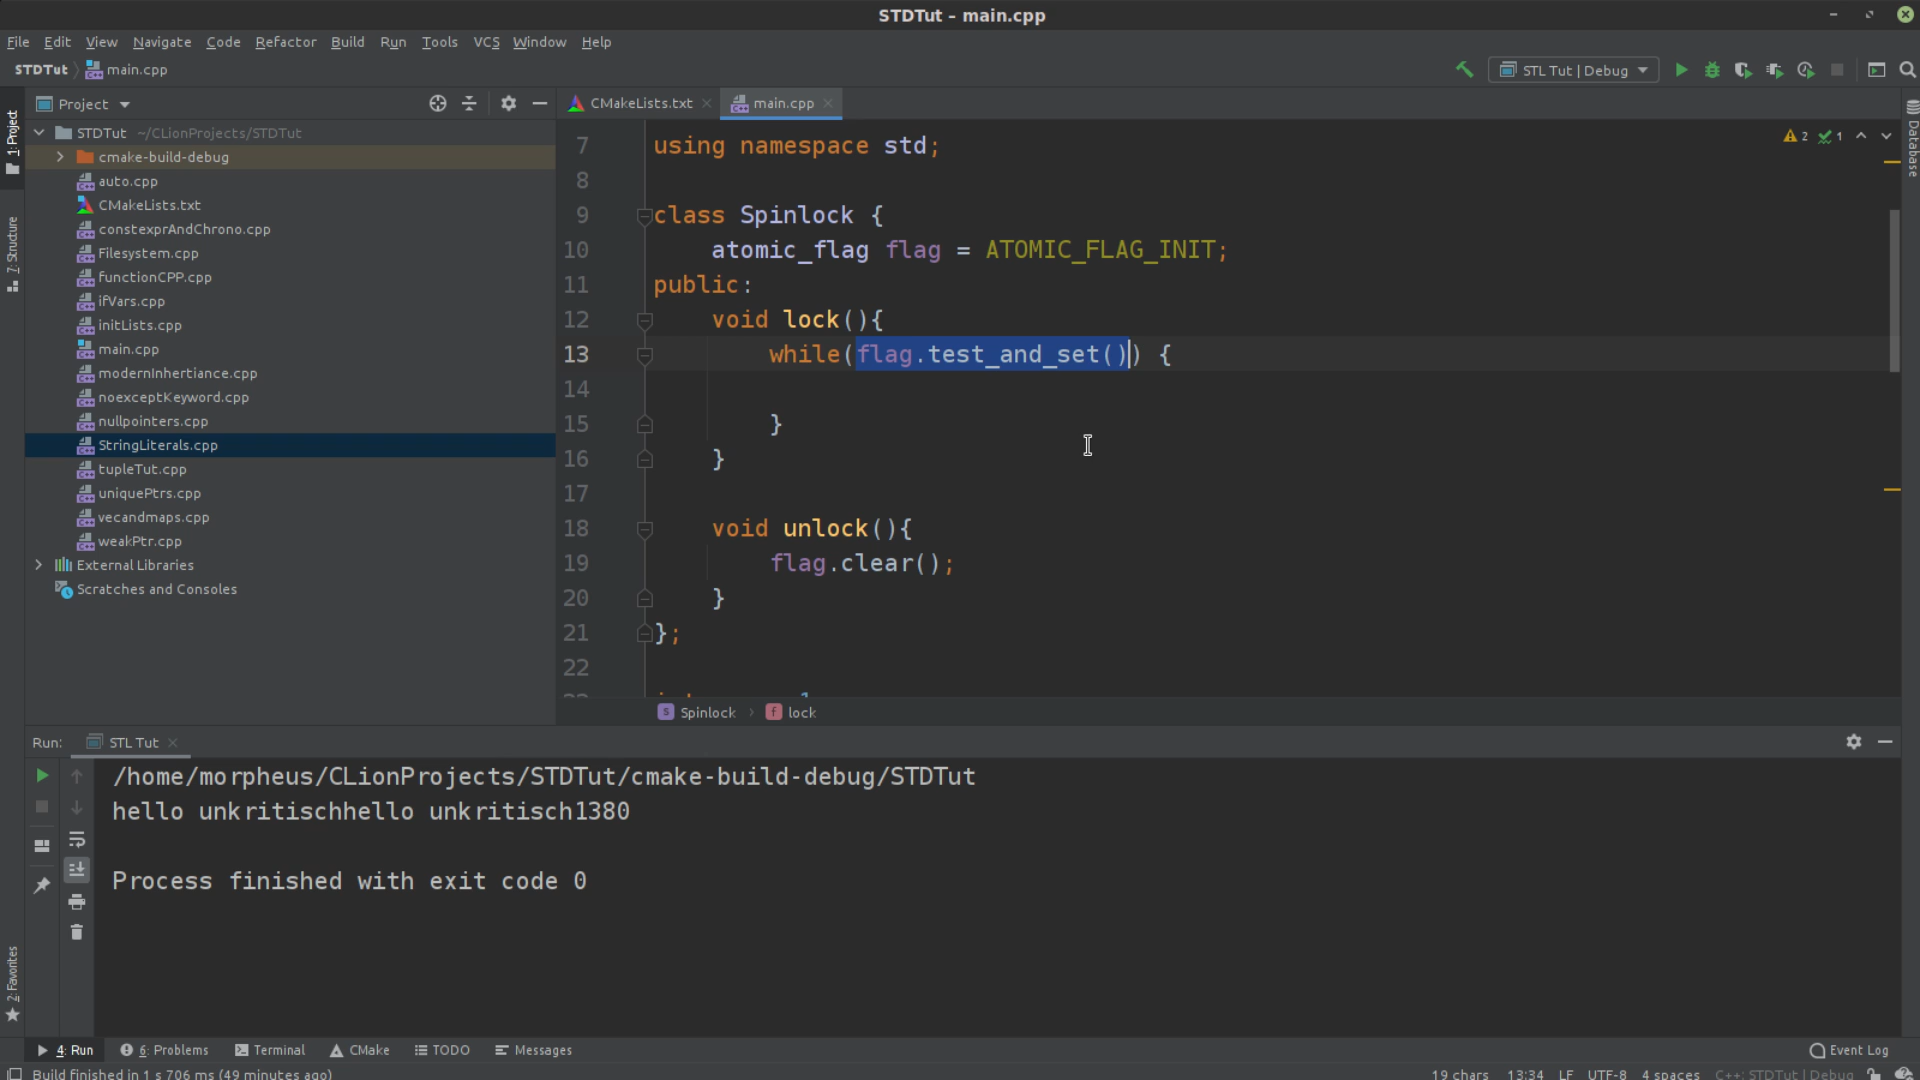 STDTut – main.cpp
File Edit View Navigate Code Refactor Build Run Tools VCS Window Help
STDTut main.cpp STL Tut | Debug
Project CMakeLists.txt main.cpp
1: Project
7: Structure
2: Favorites
Database
STDTut ~/CLionProjects/STDTut
cmake-build-debug
auto.cpp
CMakeLists.txt
constexprAndChrono.cpp
Filesystem.cpp
functionCPP.cpp
ifVars.cpp
initLists.cpp
main.cpp
modernInhertiance.cpp
noexceptKeyword.cpp
nullpointers.cpp
StringLiterals.cpp
tupleTut.cpp
uniquePtrs.cpp
vecandmaps.cpp
weakPtr.cpp
External Libraries
Scratches and Consoles
2 1
7 using namespace std;
8
9 class Spinlock {
10 atomic_flag flag = ATOMIC_FLAG_INIT;
11 public:
12 void lock(){
13 while(flag.test_and_set()) {
14
15 }
16 }
17
18 void unlock(){
19 flag.clear();
20 }
21 };
22
Spinlock lock
Run: STL Tut
/home/morpheus/CLionProjects/STDTut/cmake-build-debug/STDTut
hello unkritischhello unkritisch1380
Process finished with exit code 0
4: Run 6: Problems Terminal CMake TODO Messages Event Log
Build finished in 1 s 706 ms (49 minutes ago) 19 chars 13:34 LF UTF-8 4 spaces C++: STDTut | Debug